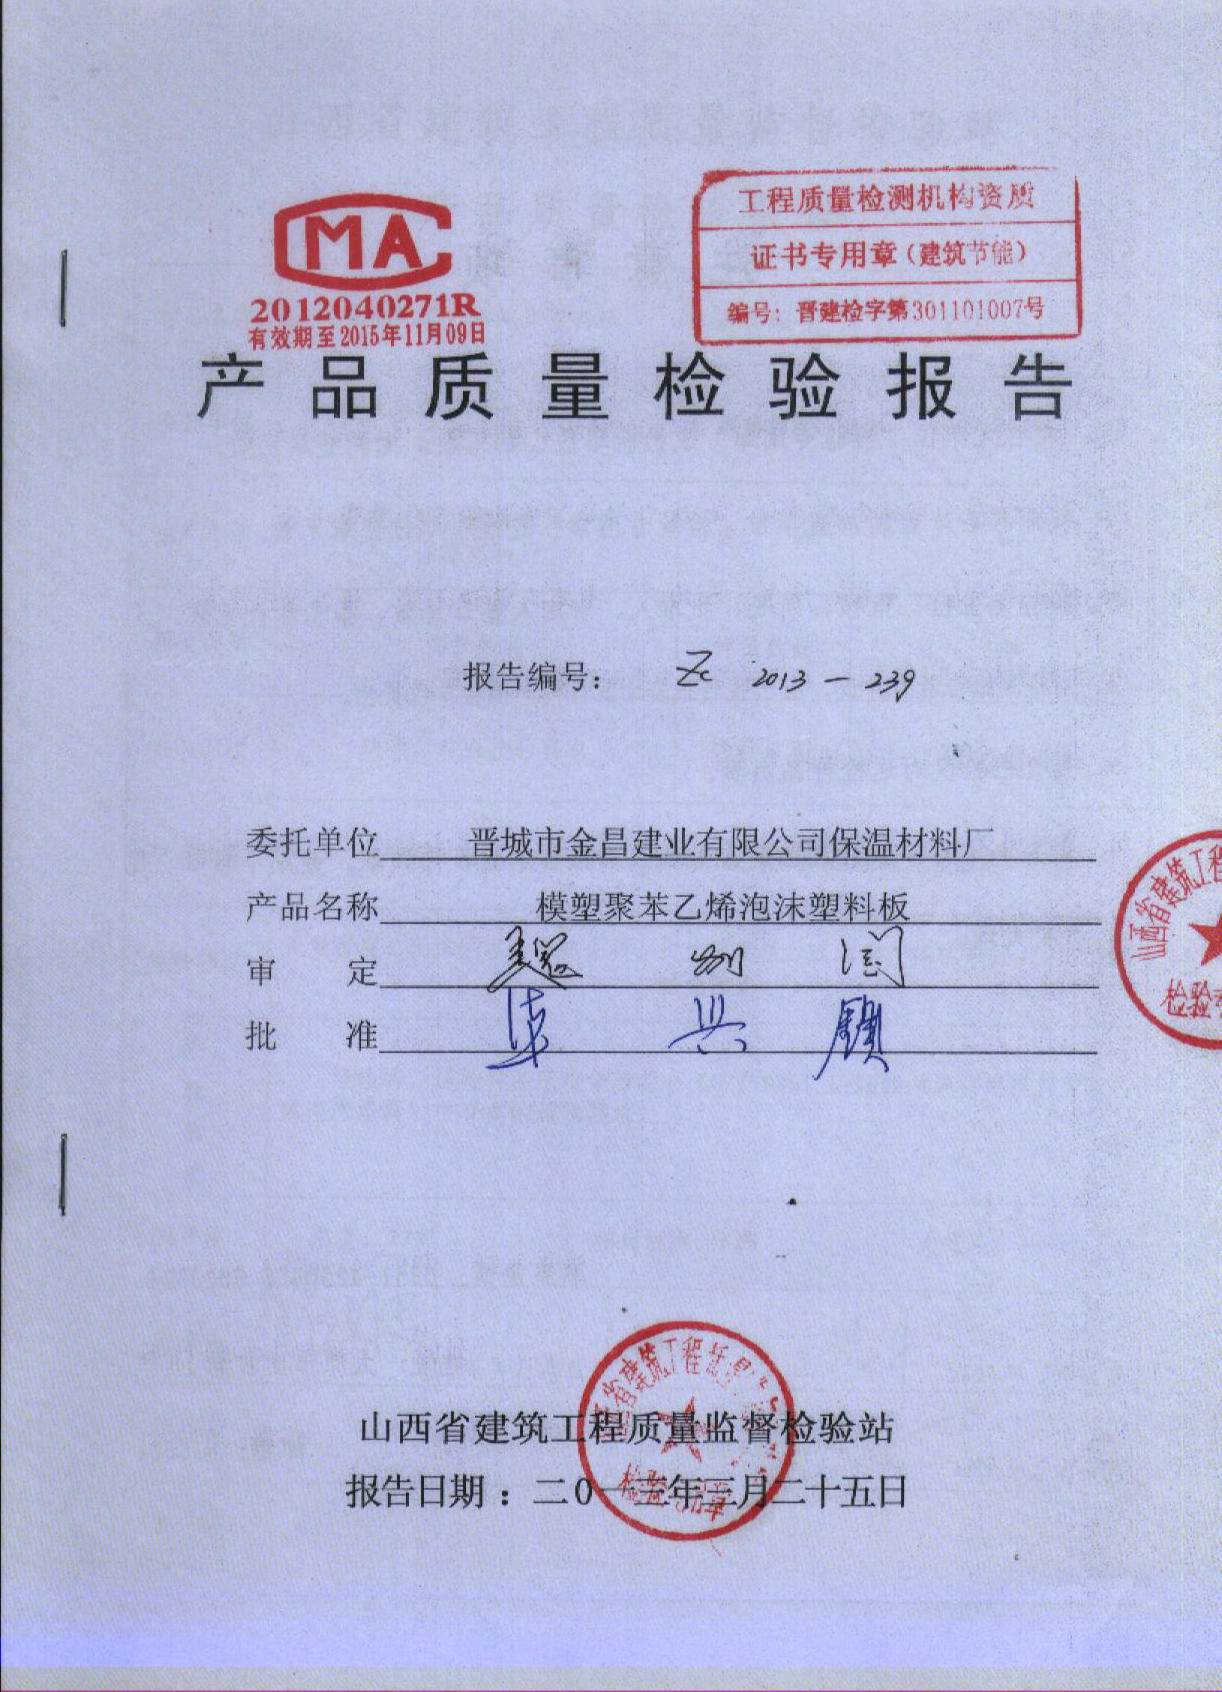 MA
2012040271R
有效期至2015年11月09日
工程质量检测机构资质
证书专用章(建筑节能)
编号: 晋建检字第301101007号
产品质量检验报告
报告编号: Zc 2013-239
委托单位 晋城市金昌建业有限公司保温材料厂
产品名称 模塑聚苯乙烯泡沫塑料板
审 定
批 准
山西省建筑工程
检验
山西省建筑工程质量监督检验站
报告日期:二0一三年三月二十五日